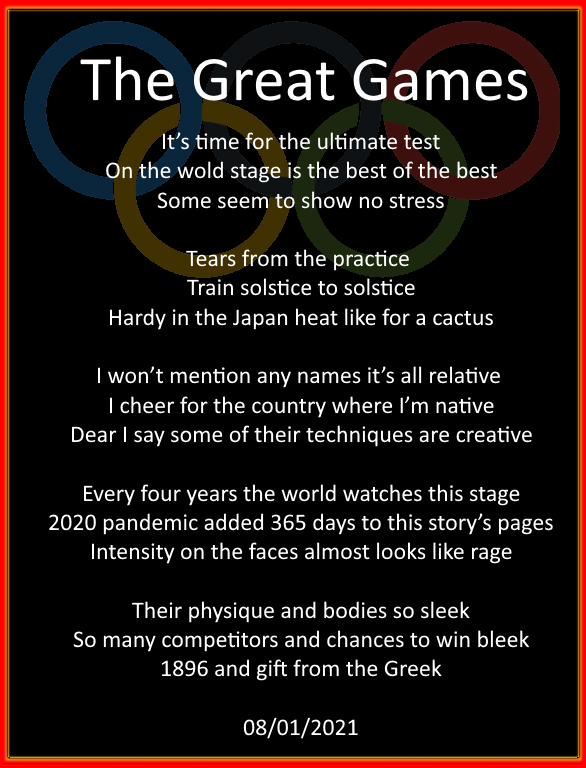 The Great Games
It's time for the ultimate test
On the wold stage is the best of the best
Some seem to show no stress
Tears from the practice
Train solstice to solstice
Hardy in the Japan heat like for a cactus
I won't mention any names it's all relative
I cheer for the country where I'm native
Dear I say some of their techniques are creative
Every four years the world watches this stage
2020 pandemic added 365 days to this story's pages
Intensity on the faces almost looks like rage
Their physique and bodies so sleek
So many competitors and chances to win bleek
1896 and gift from the Greek
08/01/2021